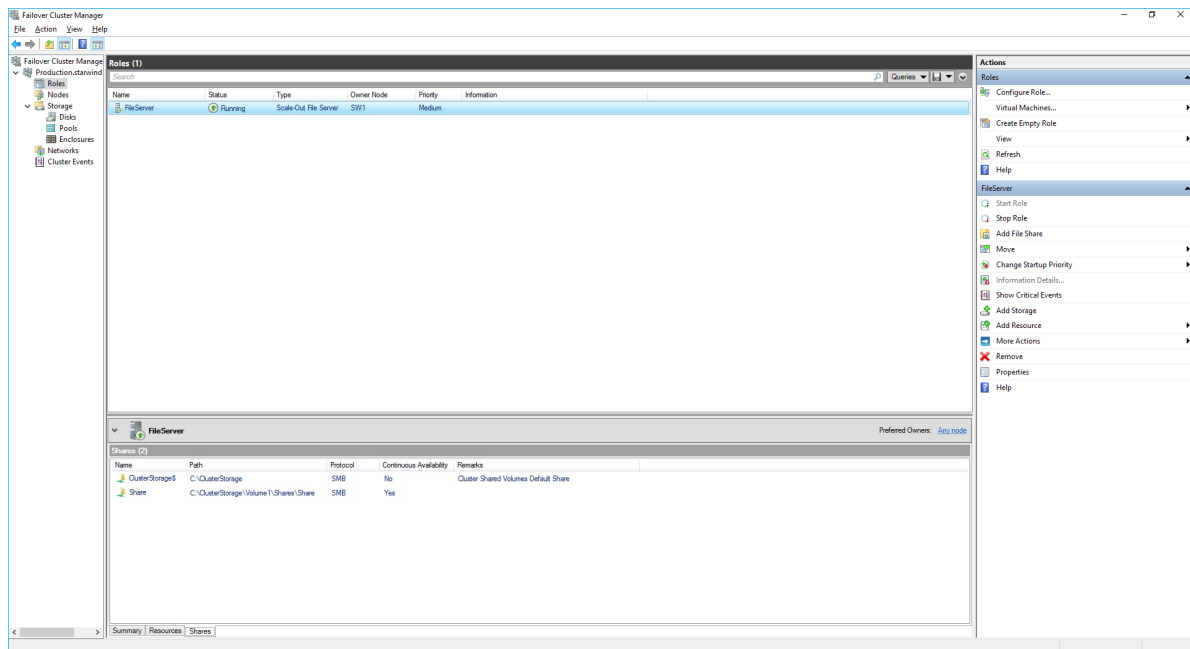 Failover Cluster Manager
File Action View Help
Failover Cluster Manage
Production.starwind
Roles
Nodes
Storage
Disks
Pools
Enclosures
Networks
Cluster Events
Roles (1)
Search
Queries
Name Status Type Owner Node Priority Information
FileServer Running Scale-Out File Server SW1 Medium
FileServer
Preferred Owners: Any node
Shares (2)
Name Path Protocol Continuous Availability Remarks
ClusterStorage$ C:\ClusterStorage SMB No Cluster Shared Volumes Default Share
Share C:\ClusterStorage\Volume1\Shares\Share SMB Yes
Summary Resources Shares
Actions
Roles
Configure Role...
Virtual Machines...
Create Empty Role
View
Refresh
Help
FileServer
Start Role
Stop Role
Add File Share
Move
Change Startup Priority
Information Details...
Show Critical Events
Add Storage
Add Resource
More Actions
Remove
Properties
Help